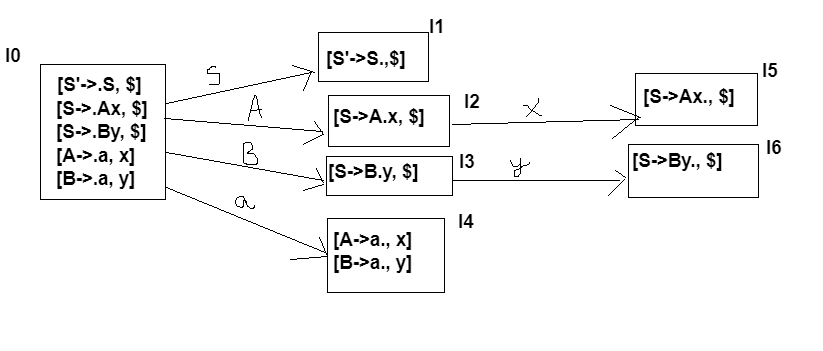 I0
[S'->.S, $]
[S->.Ax, $]
[S->.By, $]
[A->.a, x]
[B->.a, y]
S
A
B
a
I1
[S'->S.,$]
I2
[S->A.x, $]
I3
[S->B.y, $]
I4
[A->a., x]
[B->a., y]
x
y
I5
[S->Ax., $]
I6
[S->By., $]